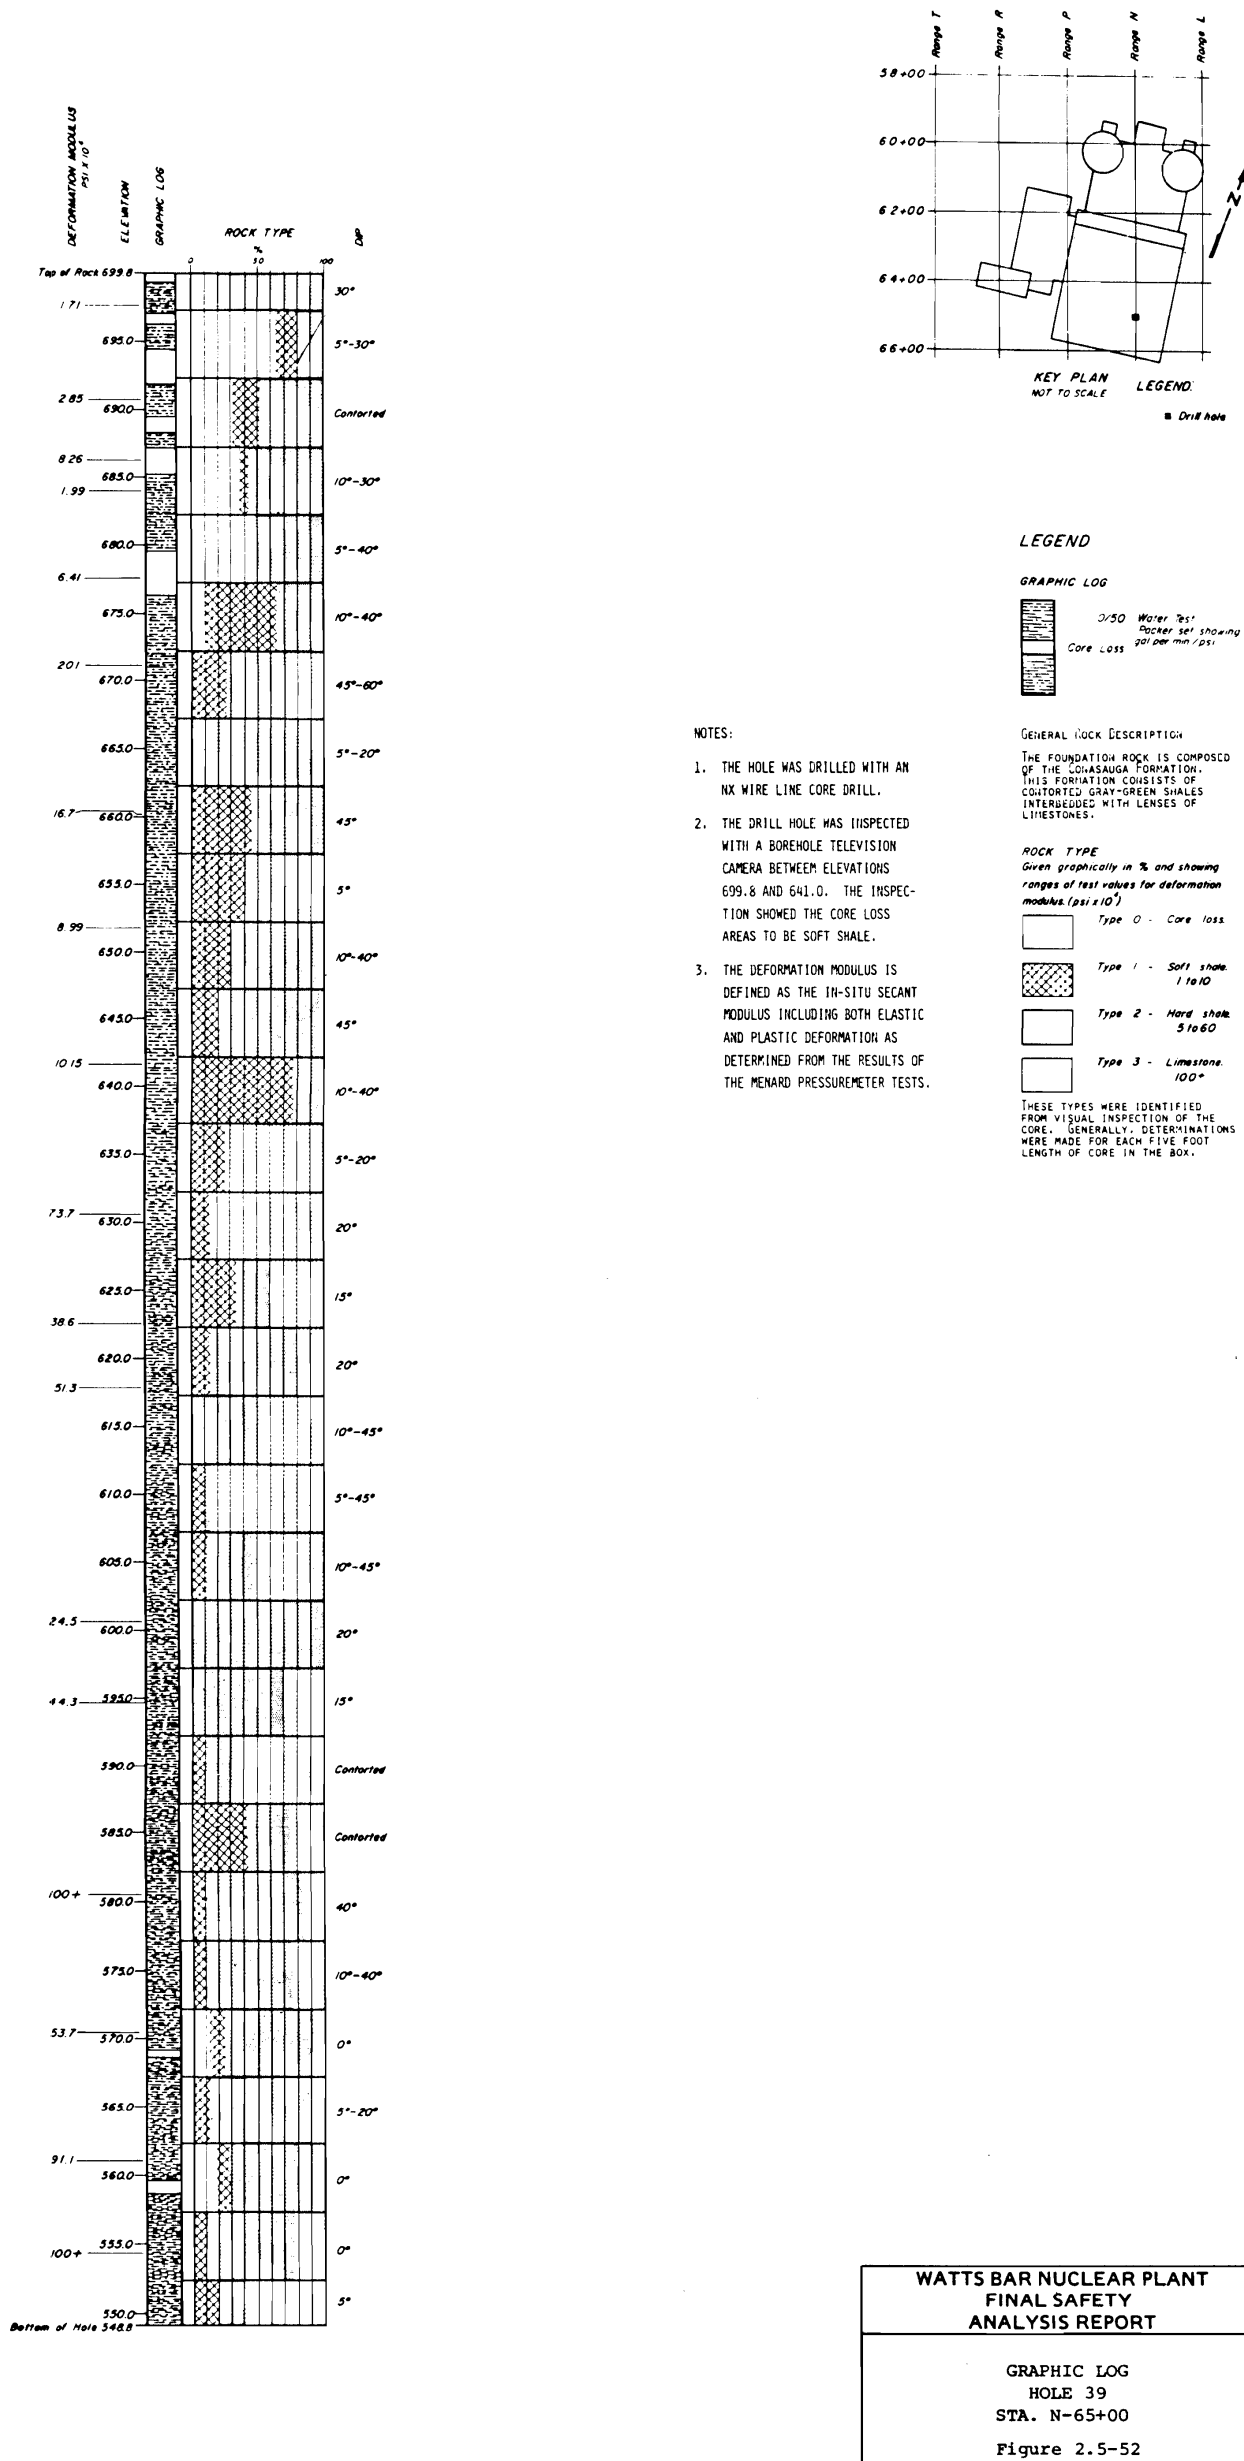 Range T
Range R
Range P
Range N
Range L
58+00
60+00
62+00
64+00
66+00
N
KEY PLAN
NOT TO SCALE
LEGEND:
Drill hole
DEFORMATION MODULUS
PSI X 10⁴
ELEVATION
GRAPHIC LOG
ROCK TYPE
%
DIP
0 50 100
Top of Rock 699.8
30°
1.71
695.0
5°-30°
2.85
690.0
Contorted
8.26
685.0
10°-30°
1.99
680.0
5°-40°
6.41
675.0
10°-40°
201
670.0
45°-60°
665.0
5°-20°
16.7
660.0
45°
655.0
5°
8.99
650.0
10°-40°
645.0
45°
10.15
640.0
10°-40°
635.0
5°-20°
73.7
630.0
20°
625.0
15°
38.6
620.0
20°
51.3
615.0
10°-45°
610.0
5°-45°
605.0
10°-45°
24.5
600.0
20°
44.3
595.0
15°
590.0
Contorted
585.0
Contorted
100+
580.0
40°
575.0
10°-40°
53.7
570.0
0°
565.0
5°-20°
91.1
560.0
0°
555.0
100+
0°
5°
550.0
Bottom of Hole 548.8
LEGEND
GRAPHIC LOG
0/50 Water Test
Packer set showing
gal per min / psi
Core Loss
NOTES:
1. THE HOLE WAS DRILLED WITH AN
NX WIRE LINE CORE DRILL.
2. THE DRILL HOLE WAS INSPECTED
WITH A BOREHOLE TELEVISION
CAMERA BETWEEM ELEVATIONS
699.8 AND 641.0. THE INSPEC-
TION SHOWED THE CORE LOSS
AREAS TO BE SOFT SHALE.
3. THE DEFORMATION MODULUS IS
DEFINED AS THE IN-SITU SECANT
MODULUS INCLUDING BOTH ELASTIC
AND PLASTIC DEFORMATION AS
DETERMINED FROM THE RESULTS OF
THE MENARD PRESSUREMETER TESTS.
GENERAL ROCK DESCRIPTION
THE FOUNDATION ROCK IS COMPOSED
OF THE CONASAUGA FORMATION.
THIS FORMATION CONSISTS OF
CONTORTED GRAY-GREEN SHALES
INTERBEDDED WITH LENSES OF
LIMESTONES.
ROCK TYPE
Given graphically in % and showing
ranges of test values for deformation
modulus. (psi x 10⁴)
Type 0 - Core loss.
Type 1 - Soft shale.
1 to 10
Type 2 - Hard shale.
5 to 60
Type 3 - Limestone.
100+
THESE TYPES WERE IDENTIFIED
FROM VISUAL INSPECTION OF THE
CORE. GENERALLY, DETERMINATIONS
WERE MADE FOR EACH FIVE FOOT
LENGTH OF CORE IN THE BOX.
WATTS BAR NUCLEAR PLANT
FINAL SAFETY
ANALYSIS REPORT
GRAPHIC LOG
HOLE 39
STA. N-65+00
Figure 2.5-52